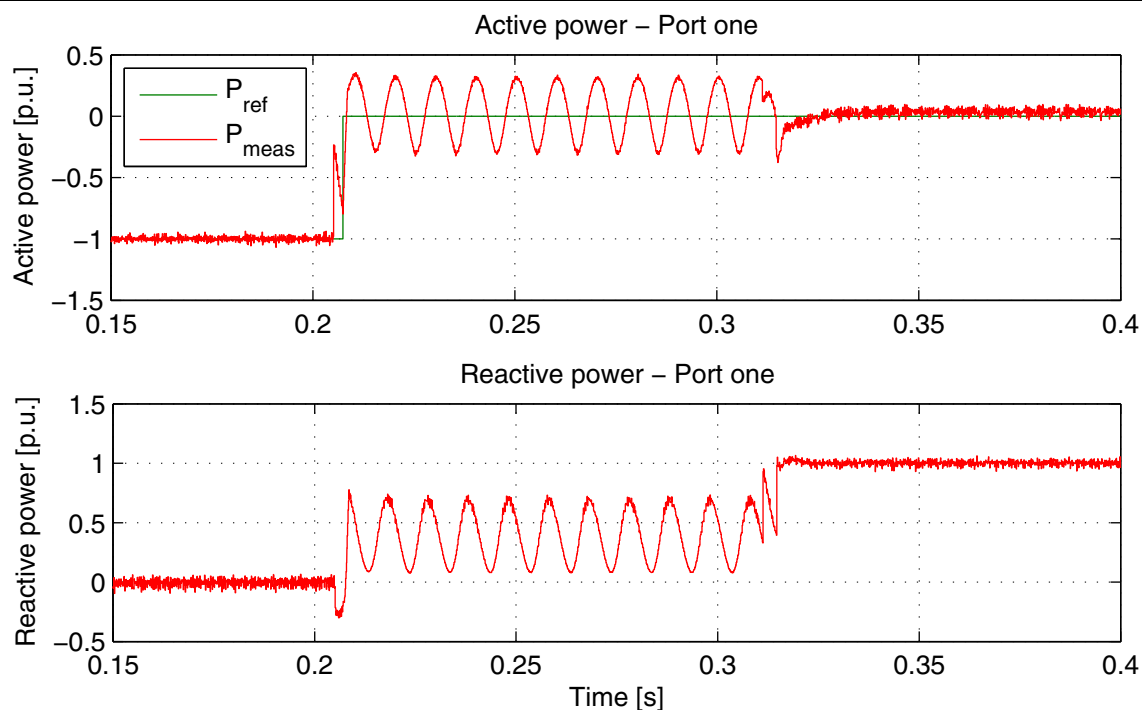 Active power − Port one
Active power [p.u.]
0.5
0
−0.5
−1
−1.5
P_ref
P_meas
0.15 0.2 0.25 0.3 0.35 0.4
Reactive power − Port one
Reactive power [p.u.]
1.5
1
0.5
0
−0.5
0.15 0.2 0.25 0.3 0.35 0.4
Time [s]